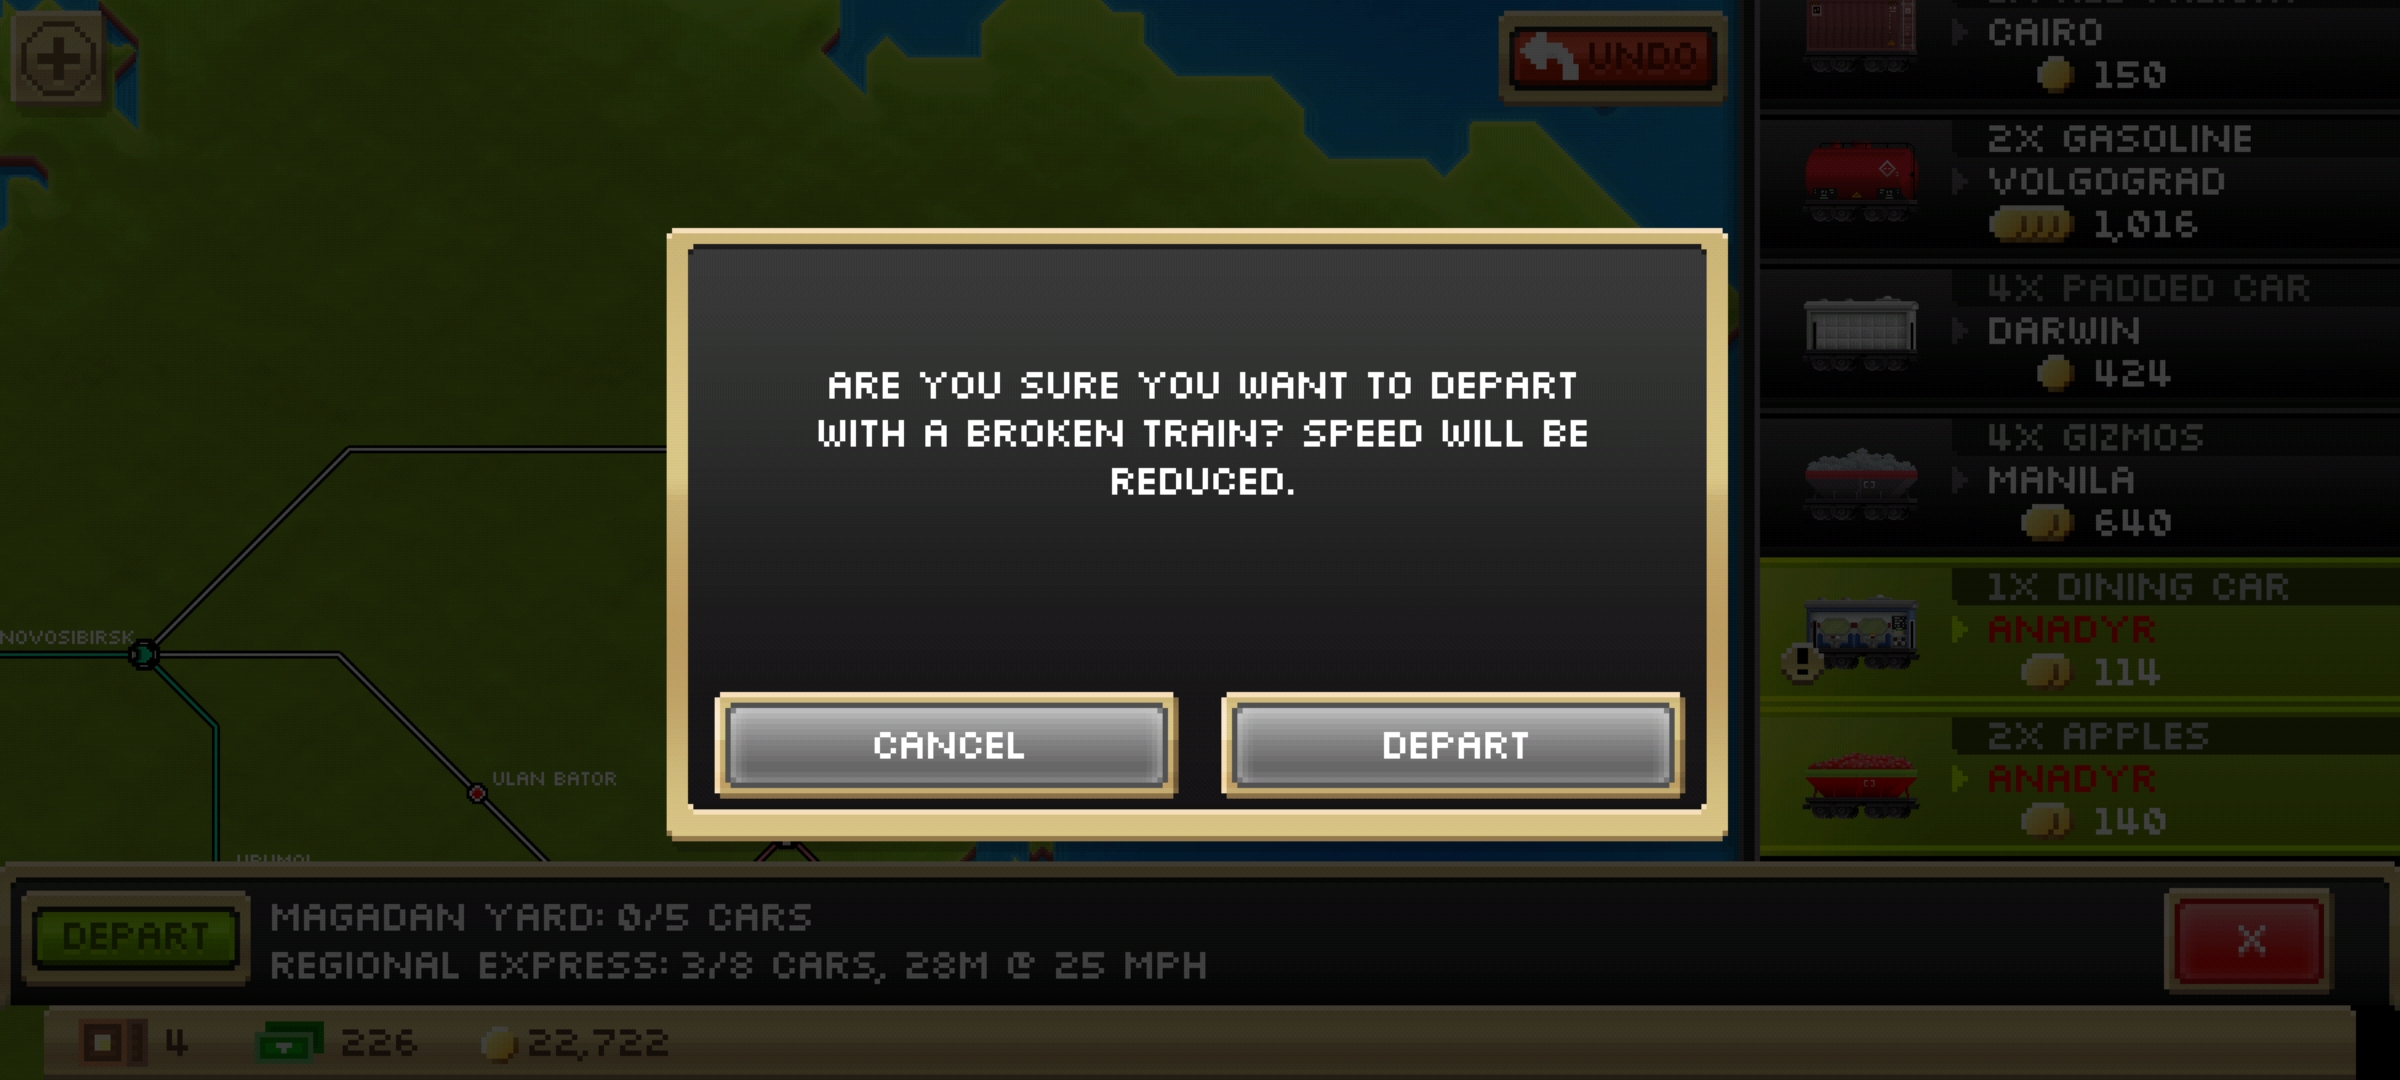 UNDO
CAIRO
150
2X GASOLINE
VOLGOGRAD
1,016
4X PADDED CAR
DARWIN
424
4X GIZMOS
MANILA
640
1X DINING CAR
ANADYR
114
2X APPLES
ANADYR
140
ARE YOU SURE YOU WANT TO DEPART
WITH A BROKEN TRAIN? SPEED WILL BE
REDUCED.
CANCEL
DEPART
NOVOSIBIRSK
ULAN BATOR
DEPART
MAGADAN YARD: 0/5 CARS
REGIONAL EXPRESS: 3/8 CARS, 28M @ 25 MPH
X
4
226
22,722